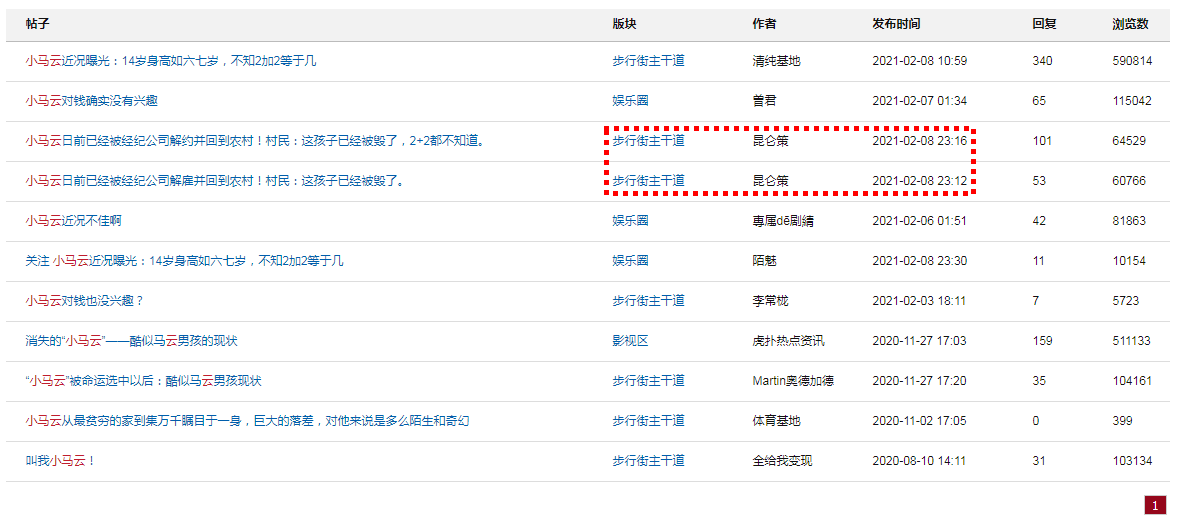 帖子 版块 作者 发布时间 回复 浏览数
小马云近况曝光：14岁身高如六七岁，不知2加2等于几 步行街主干道 清纯基地 2021-02-08 10:59 340 590814
小马云对钱确实没有兴趣 娱乐圈 曾君 2021-02-07 01:34 65 115042
小马云日前已经被经纪公司解约并回到农村！村民：这孩子已经被毁了，2+2都不知道。 步行街主干道 昆仑策 2021-02-08 23:16 101 64529
小马云日前已经被经纪公司解雇并回到农村！村民：这孩子已经被毁了。 步行街主干道 昆仑策 2021-02-08 23:12 53 60766
小马云近况不佳啊 娱乐圈 專属dē剧綪 2021-02-06 01:51 42 81863
关注 小马云近况曝光：14岁身高如六七岁，不知2加2等于几 娱乐圈 陌魅 2021-02-08 23:30 11 10154
小马云对钱也没兴趣？ 步行街主干道 李常栊 2021-02-03 18:11 7 5723
消失的“小马云”——酷似马云男孩的现状 影视区 虎扑热点资讯 2020-11-27 17:03 159 511133
“小马云”被命运选中以后：酷似马云男孩现状 步行街主干道 Martin奥德加德 2020-11-27 17:20 35 104161
小马云从最贫穷的家到集万千瞩目于一身，巨大的落差，对他来说是多么陌生和奇幻 步行街主干道 体育基地 2020-11-02 17:05 0 399
叫我小马云！ 步行街主干道 全给我变现 2020-08-10 14:11 31 103134
1